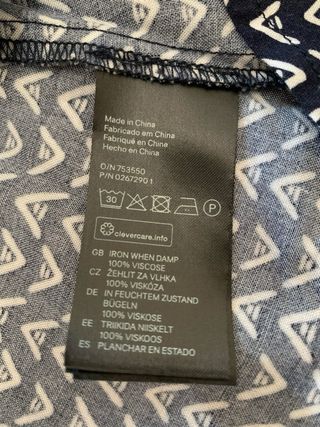 Made in China
Fabricado em China
Fabriqué en China
Hecho en China
O/N 753550
P/N 0267290 1
30 P
clevercare.info
GB IRON WHEN DAMP
100% VISCOSE
CZ ŽEHLIT ZA VLHKA
100% VISKÓZA
DE IN FEUCHTEM ZUSTAND
BÜGELN
100% VISKOSE
EE TRIIKIDA NIISKELT
100% VISKOOS
ES PLANCHAR EN ESTADO